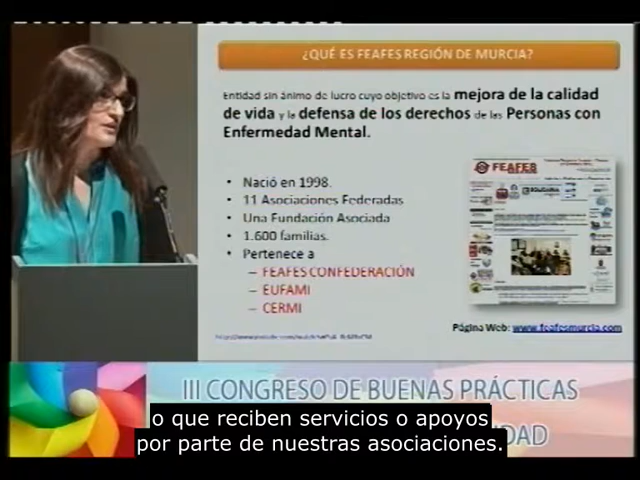 ¿QUÉ ES FEAFES REGIÓN DE MURCIA?
Entidad sin ánimo de lucro cuyo objetivo es la mejora de la calidad
de vida y la defensa de los derechos de las Personas con
Enfermedad Mental.
• Nació en 1998.
• 11 Asociaciones Federadas
• Una Fundación Asociada
• 1.600 familias.
• Pertenece a
– FEAFES CONFEDERACIÓN
– EUFAMI
– CERMI
FEAFES
Página Web: www.feafesmurcia.com
III CONGRESO DE BUENAS PRÁCTICAS
o que reciben servicios o apoyos
por parte de nuestras asociaciones.